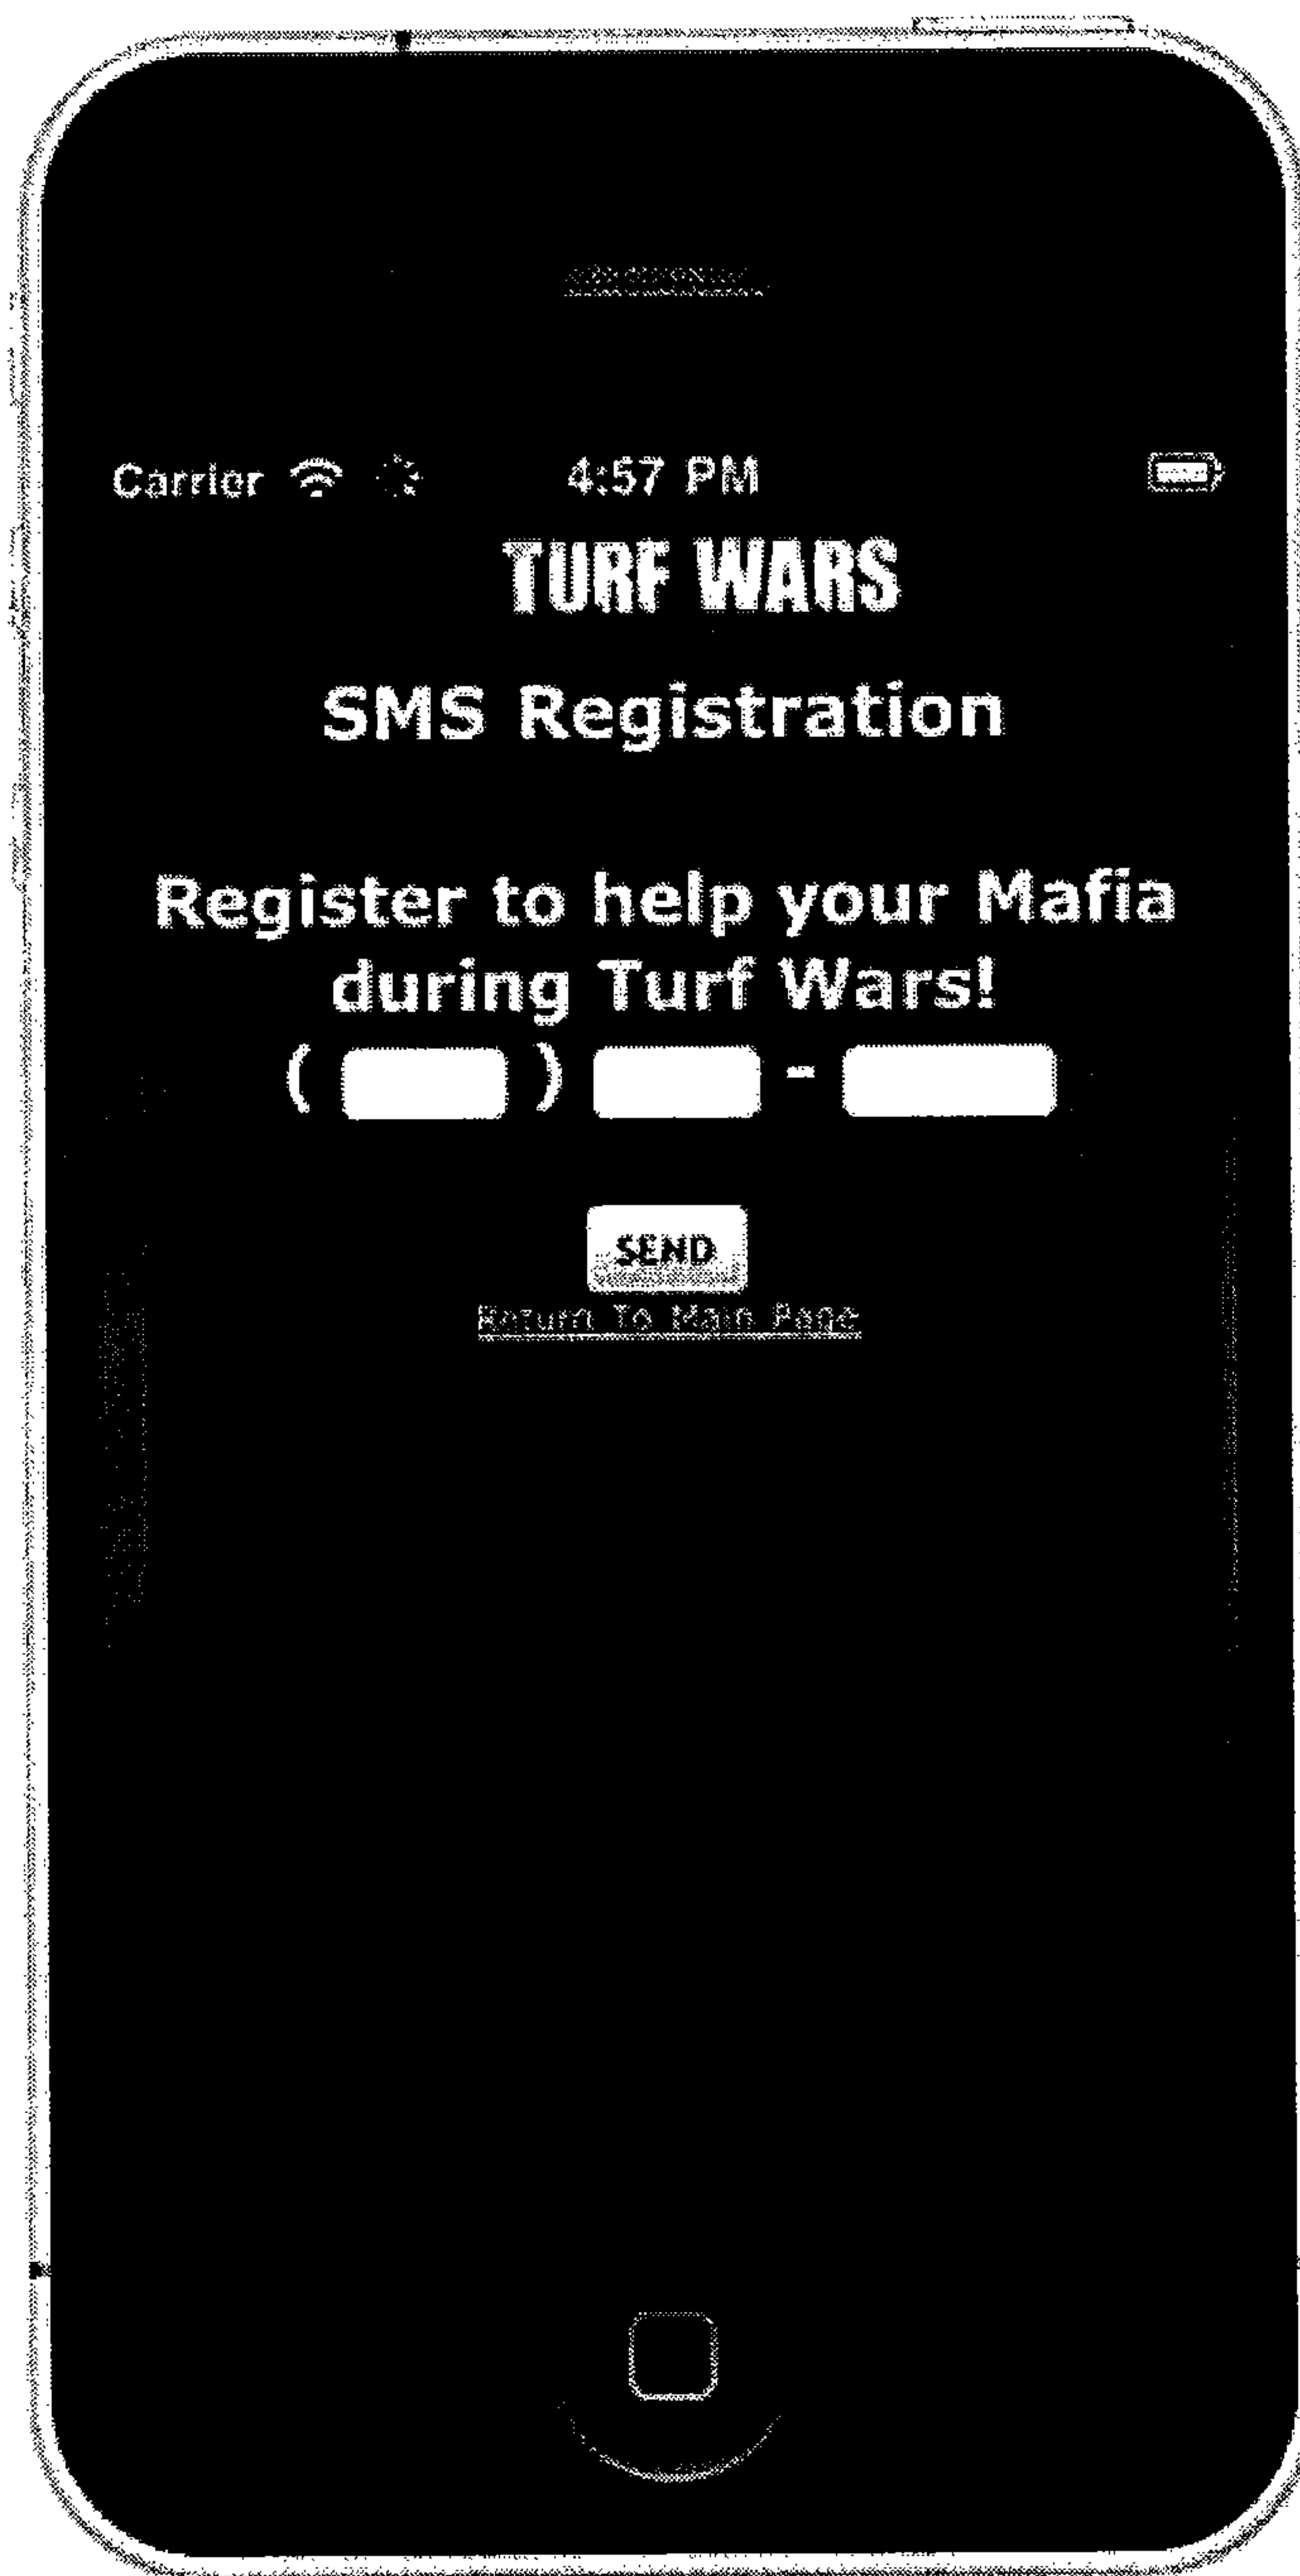 Carrier 4:57 PM
TURF WARS
SMS Registration
Register to help your Mafia
during Turf Wars!
( ) -
SEND
Return To Main Page